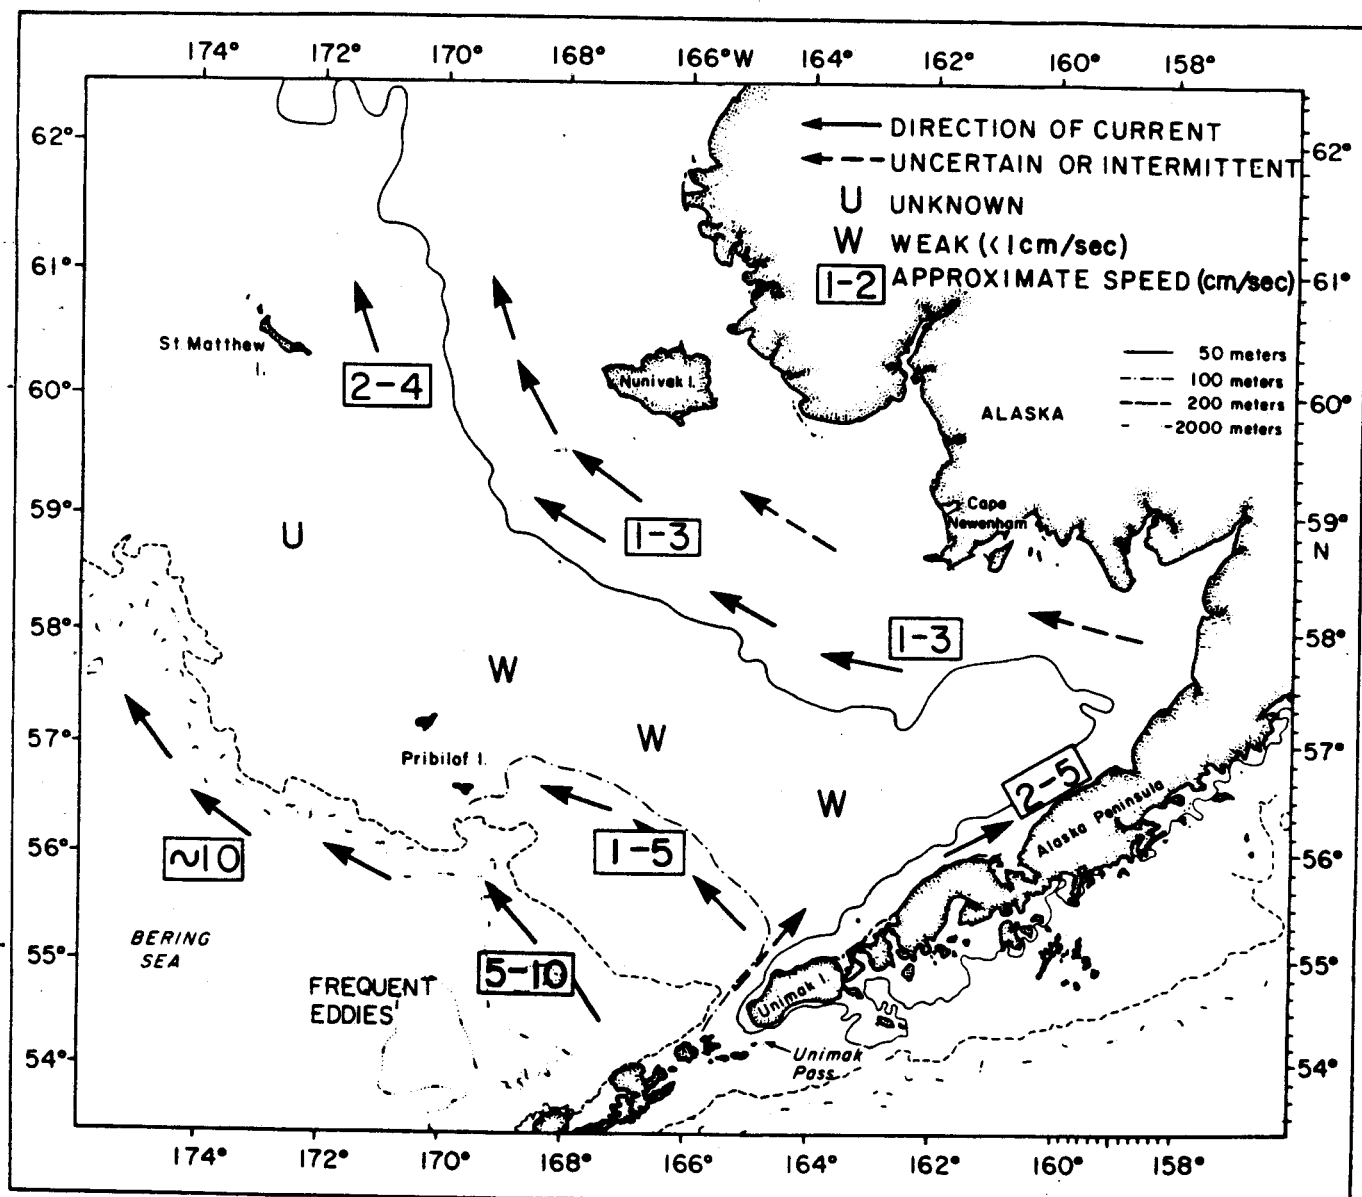 174° 172° 170° 168° 166°W 164° 162° 160° 158°
62°
61°
60°
59°
58°
57°
56°
55°
54°
DIRECTION OF CURRENT
UNCERTAIN OR INTERMITTENT
U UNKNOWN
W WEAK (<1cm/sec)
1-2 APPROXIMATE SPEED (cm/sec)
50 meters
100 meters
200 meters
2000 meters
62°
61°
60°
59°
N
58°
57°
56°
55°
54°
St Matthew
I.
2-4
Nunivak I.
ALASKA
Cape
Newenham
U
1-3
1-3
W
W
W
Pribilof I.
2-5
Alaska Peninsula
~10
1-5
BERING
SEA
5-10
FREQUENT
EDDIES
Unimak I.
Unimak
Pass
174° 172° 170° 168° 166° 164° 162° 160° 158°